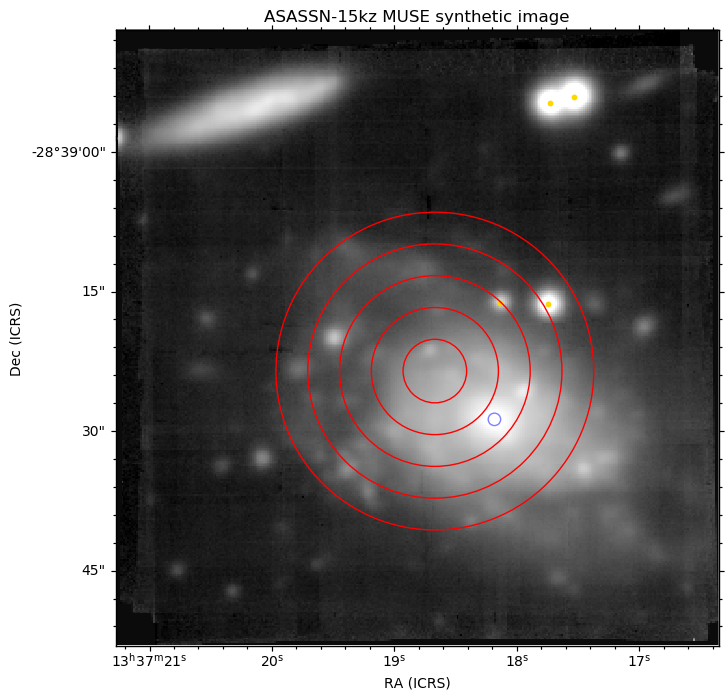 ASASSN-15kz MUSE synthetic image
-28°39'00"
15"
30"
45"
Dec (ICRS)
13ʰ37ᵐ21ˢ 20ˢ 19ˢ 18ˢ 17ˢ
RA (ICRS)